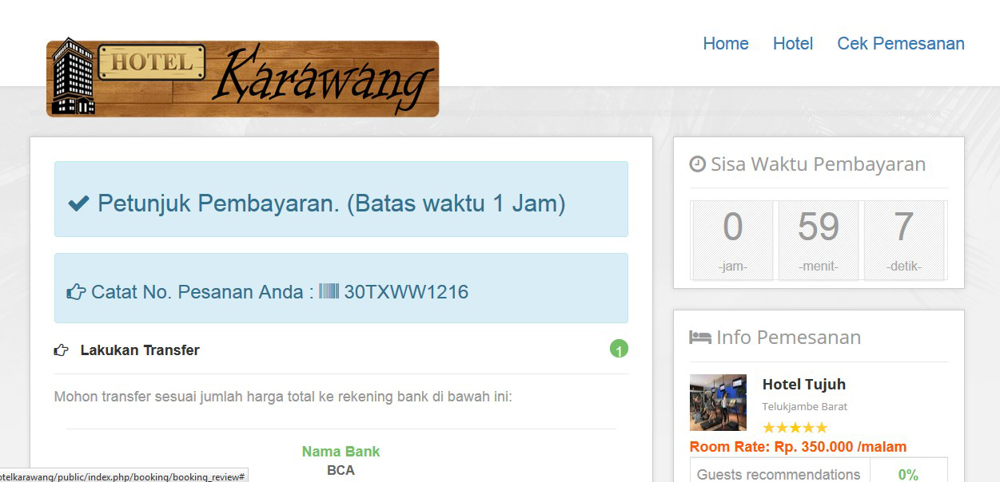 HOTEL Karawang
Home Hotel Cek Pemesanan
Petunjuk Pembayaran. (Batas waktu 1 Jam)
Catat No. Pesanan Anda : 30TXWW1216
Lakukan Transfer 1
Mohon transfer sesuai jumlah harga total ke rekening bank di bawah ini:
Nama Bank
BCA
Sisa Waktu Pembayaran
0 59 7
-jam- -menit- -detik-
Info Pemesanan
Hotel Tujuh
Telukjambe Barat
Room Rate: Rp. 350.000 /malam
Guests recommendations 0%
otelkarawang/public/index.php/booking/booking_review#